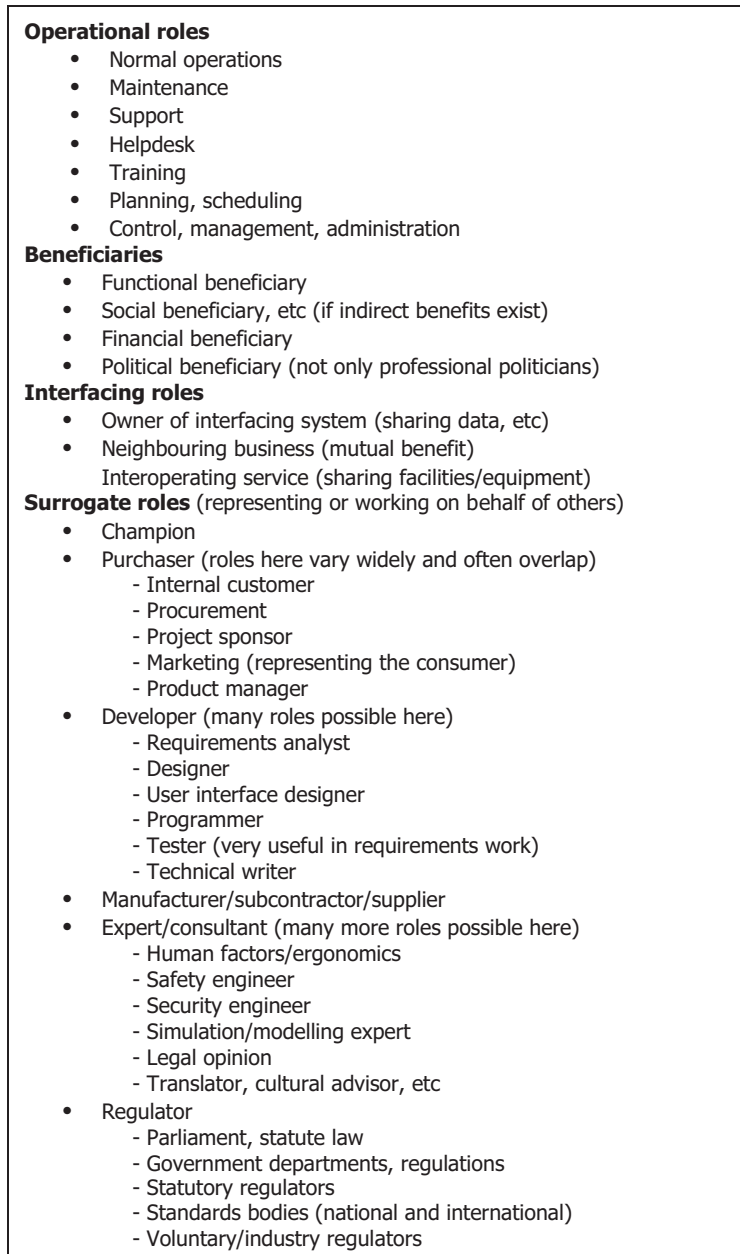 Operational roles
• Normal operations
• Maintenance
• Support
• Helpdesk
• Training
• Planning, scheduling
• Control, management, administration
Beneficiaries
• Functional beneficiary
• Social beneficiary, etc (if indirect benefits exist)
• Financial beneficiary
• Political beneficiary (not only professional politicians)
Interfacing roles
• Owner of interfacing system (sharing data, etc)
• Neighbouring business (mutual benefit)
Interoperating service (sharing facilities/equipment)
Surrogate roles (representing or working on behalf of others)
• Champion
• Purchaser (roles here vary widely and often overlap)
- Internal customer
- Procurement
- Project sponsor
- Marketing (representing the consumer)
- Product manager
• Developer (many roles possible here)
- Requirements analyst
- Designer
- User interface designer
- Programmer
- Tester (very useful in requirements work)
- Technical writer
• Manufacturer/subcontractor/supplier
• Expert/consultant (many more roles possible here)
- Human factors/ergonomics
- Safety engineer
- Security engineer
- Simulation/modelling expert
- Legal opinion
- Translator, cultural advisor, etc
• Regulator
- Parliament, statute law
- Government departments, regulations
- Statutory regulators
- Standards bodies (national and international)
- Voluntary/industry regulators